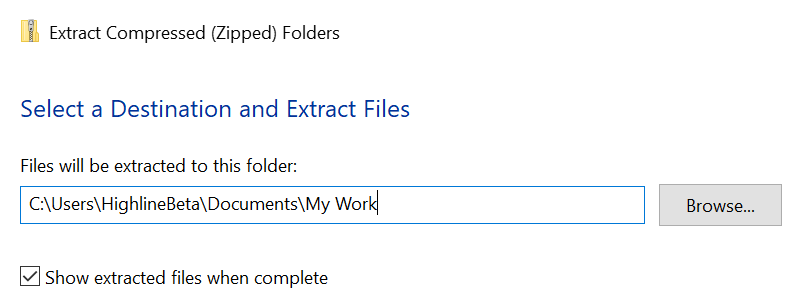 Extract Compressed (Zipped) Folders
Select a Destination and Extract Files
Files will be extracted to this folder:
C:\Users\HighlineBeta\Documents\My Work
Browse...
Show extracted files when complete